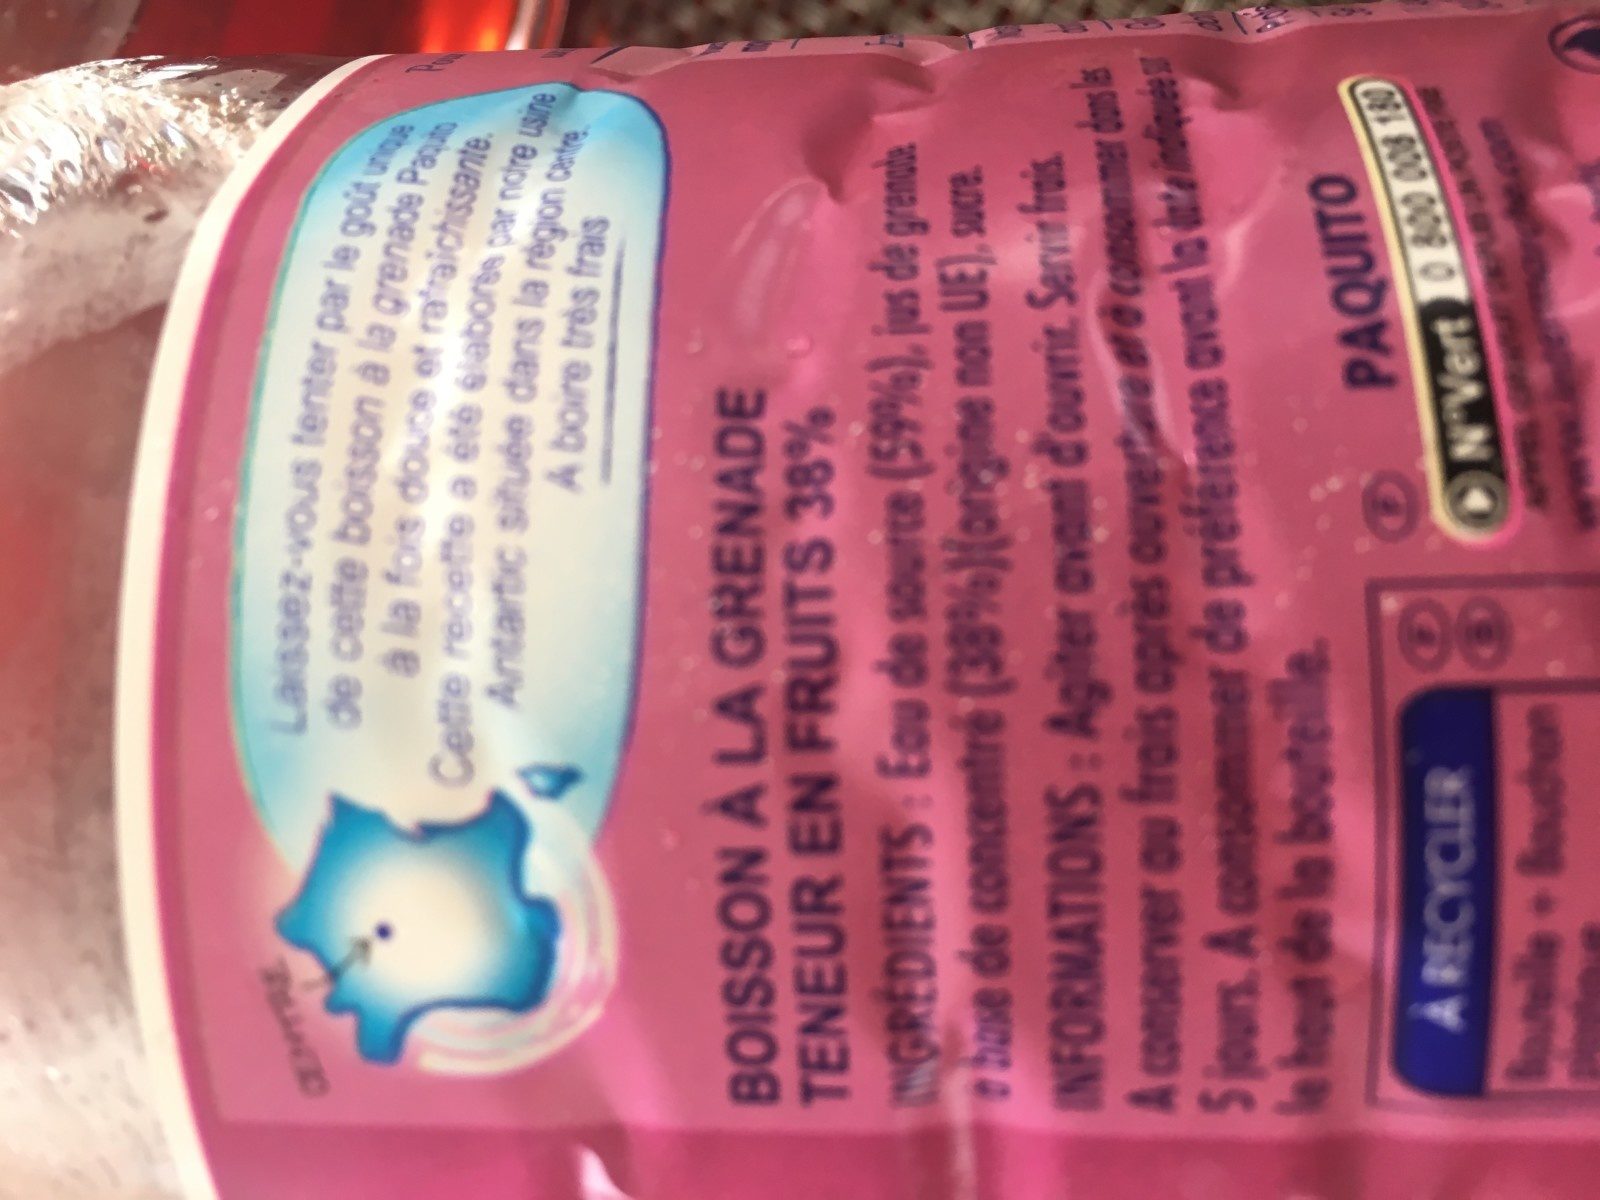 Laissez-vous tenter par le goût unique
de cette boisson à la grenade Paquito
à la fois douce et rafraîchissante.
Cette recette a été élaborée par notre usine
Antartic située dans la région centre.
A boire très frais
CENTRE
BOISSON À LA GRENADE
TENEUR EN FRUITS 38%
INGRÉDIENTS : Eau de source (59%), jus de grenade
à base de concentré (38%)(origine non UE), sucre.
INFORMATIONS : Agiter avant d'ouvrir. Servir frais.
A conserver au frais après ouverture et à consommer dans les
5 jours. A consommer de préférence avant la date indiquée sur
le haut de la bouteille.
PAQUITO
F
N°Vert 0 800 008 180
F
B
À RECYCLER
Bouteille + Bouchon